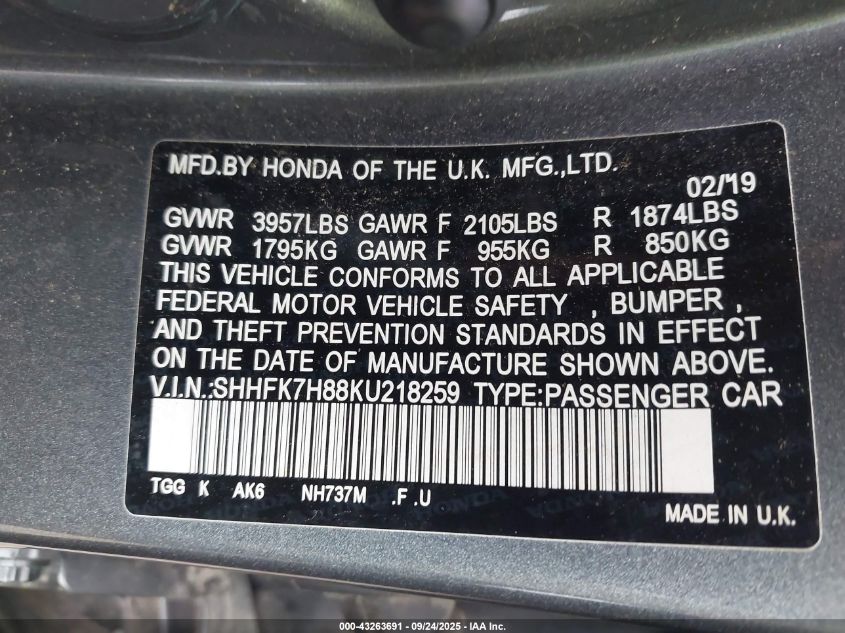 MFD.BY HONDA OF THE U.K. MFG.,LTD.
02/19
GVWR 3957LBS GAWR F 2105LBS R 1874LBS
GVWR 1795KG GAWR F 955KG R 850KG
THIS VEHICLE CONFORMS TO ALL APPLICABLE
FEDERAL MOTOR VEHICLE SAFETY , BUMPER ,
AND THEFT PREVENTION STANDARDS IN EFFECT
ON THE DATE OF MANUFACTURE SHOWN ABOVE.
V.I.N.:SHHFK7H88KU218259 TYPE:PASSENGER CAR
TGG K AK6 NH737M .F .U
MADE IN U.K.
000-43263691 - 09/24/2025 - IAA Inc.